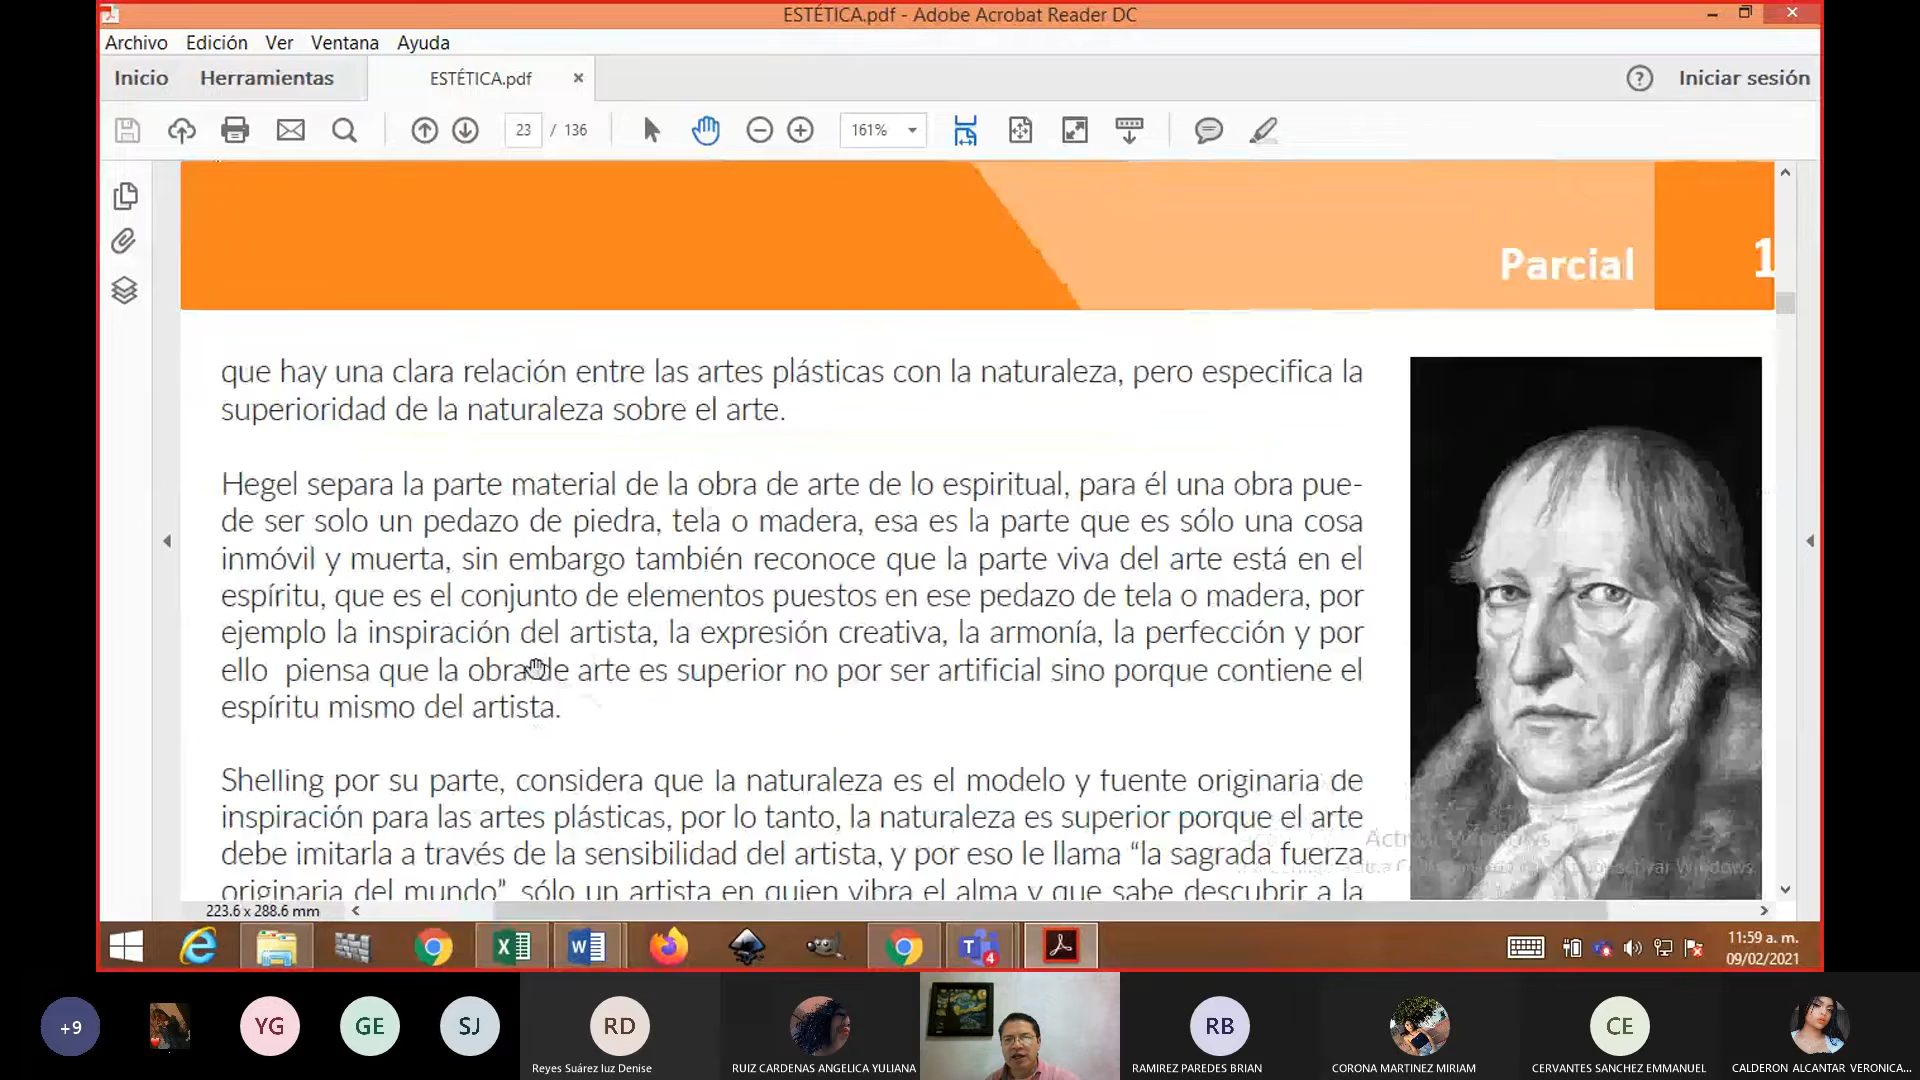 ESTÉTICA.pdf - Adobe Acrobat Reader DC
Archivo Edición Ver Ventana Ayuda
Inicio Herramientas ESTÉTICA.pdf Iniciar sesión
23 / 136 161%
Parcial 1
que hay una clara relación entre las artes plásticas con la naturaleza, pero especifica la
superioridad de la naturaleza sobre el arte.
Hegel separa la parte material de la obra de arte de lo espiritual, para él una obra pue-
de ser solo un pedazo de piedra, tela o madera, esa es la parte que es sólo una cosa
inmóvil y muerta, sin embargo también reconoce que la parte viva del arte está en el
espíritu, que es el conjunto de elementos puestos en ese pedazo de tela o madera, por
ejemplo la inspiración del artista, la expresión creativa, la armonía, la perfección y por
ello piensa que la obra de arte es superior no por ser artificial sino porque contiene el
espíritu mismo del artista.
Shelling por su parte, considera que la naturaleza es el modelo y fuente originaria de
inspiración para las artes plásticas, por lo tanto, la naturaleza es superior porque el arte
debe imitarla a través de la sensibilidad del artista, y por eso le llama “la sagrada fuerza
originaria del mundo” sólo un artista en quien vibra el alma y que sabe descubrir a la
223.6 x 288.6 mm
4
11:59 a. m.
09/02/2021
+9 YG GE SJ RD RB CE
Reyes Suárez luz Denise RUIZ CARDENAS ANGELICA YULIANA RAMIREZ PAREDES BRIAN CORONA MARTINEZ MIRIAM CERVANTES SANCHEZ EMMANUEL CALDERON ALCANTAR VERONICA...